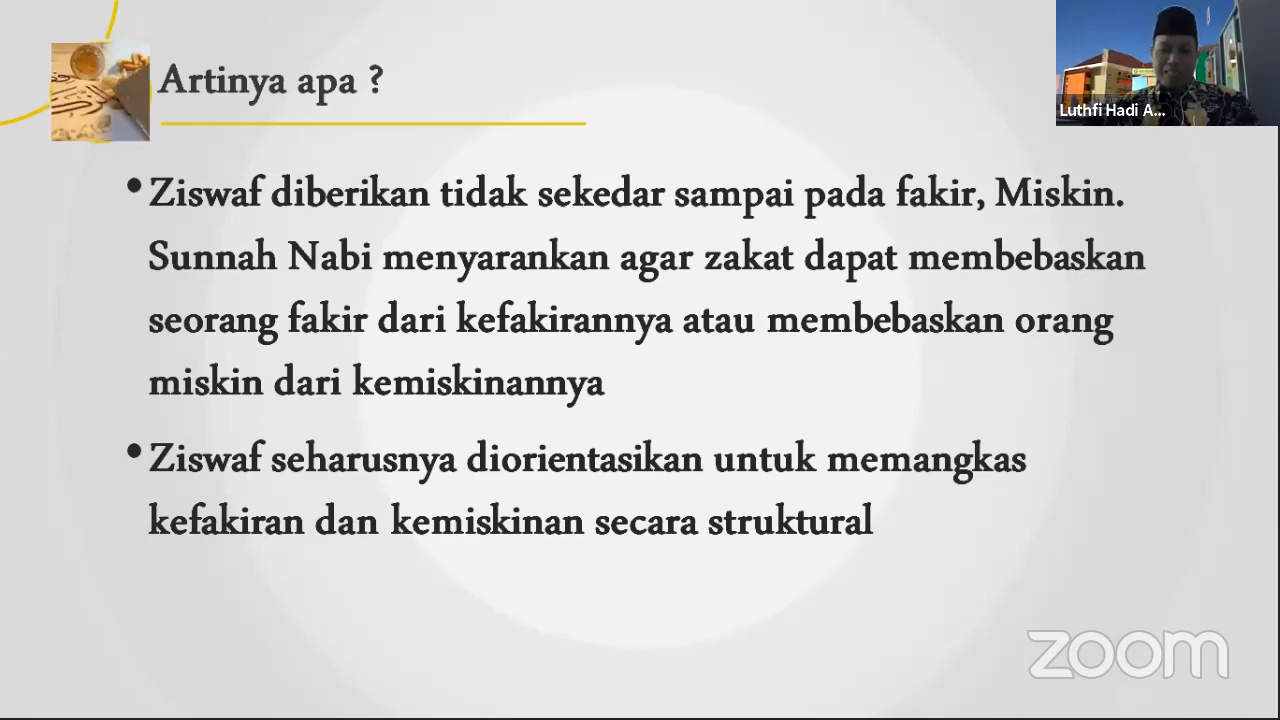 Artinya apa ?
Luthfi Hadi A...
•Ziswaf diberikan tidak sekedar sampai pada fakir, Miskin.
Sunnah Nabi menyarankan agar zakat dapat membebaskan
seorang fakir dari kefakirannya atau membebaskan orang
miskin dari kemiskinannya
•Ziswaf seharusnya diorientasikan untuk memangkas
kefakiran dan kemiskinan secara struktural
zoom